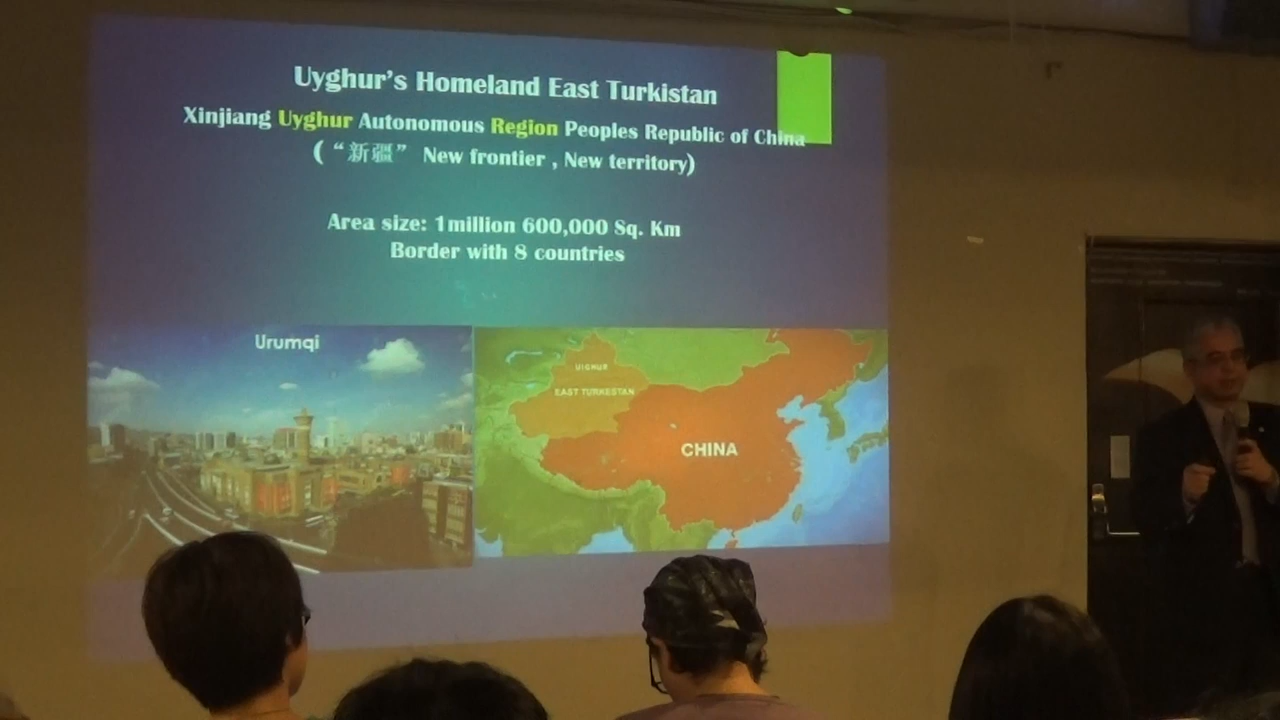 Uyghur's Homeland East Turkistan
Xinjiang Uyghur Autonomous Region Peoples Republic of China
( “新疆” New frontier , New territory)
Area size: 1million 600,000 Sq. Km
Border with 8 countries
Urumqi
UIGHUR
EAST TURKESTAN
CHINA